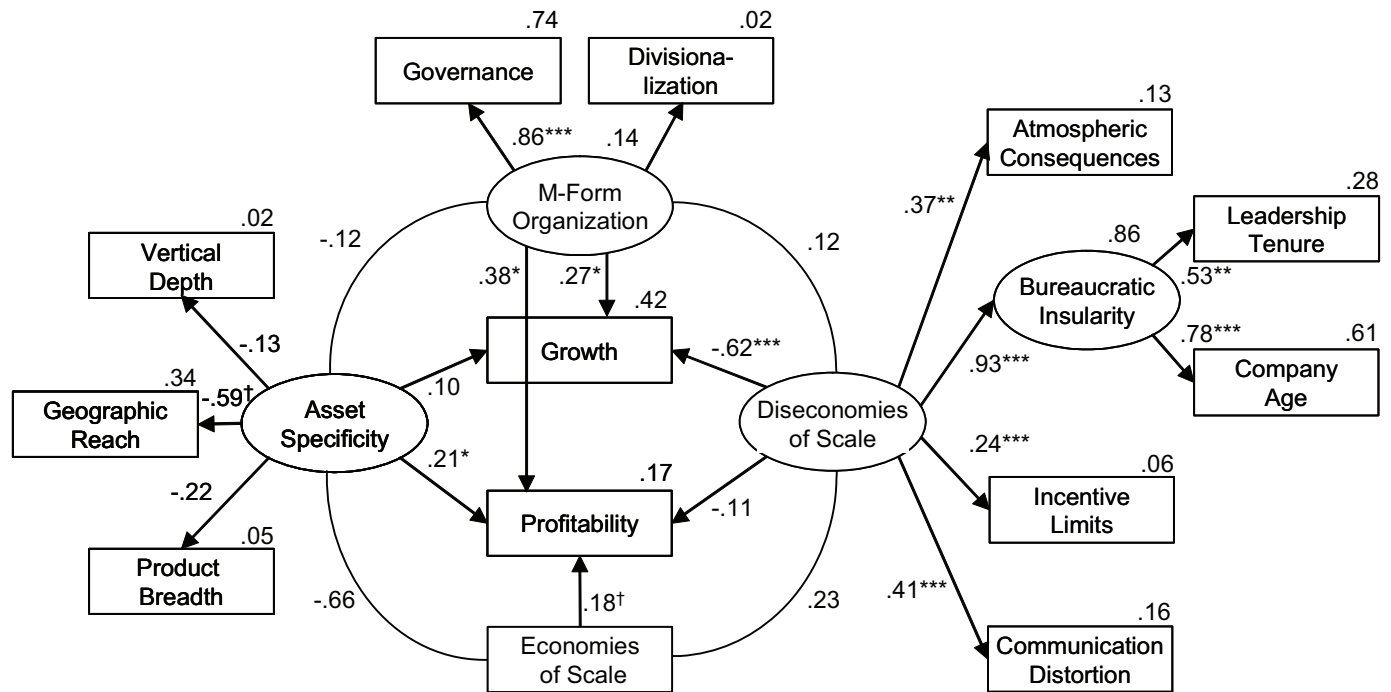 .74
.02
Governance
Divisiona-
lization
.13
Atmospheric
Consequences
.86***
.14
M-Form
Organization
.28
Leadership
Tenure
.37**
.02
Vertical
Depth
-.12
.12
.86
.53**
Bureaucratic
Insularity
.38*
.27*
.42
Growth
-.13
-.62***
.93***
.78***
.61
Company
Age
.34
Geographic
Reach
-.59†
Asset
Specificity
.10
Diseconomies
of Scale
.24***
.21*
.17
Profitability
-.11
.06
Incentive
Limits
-.22
.05
Product
Breadth
-.66
.18†
.23
.41***
.16
Economies
of Scale
Communication
Distortion